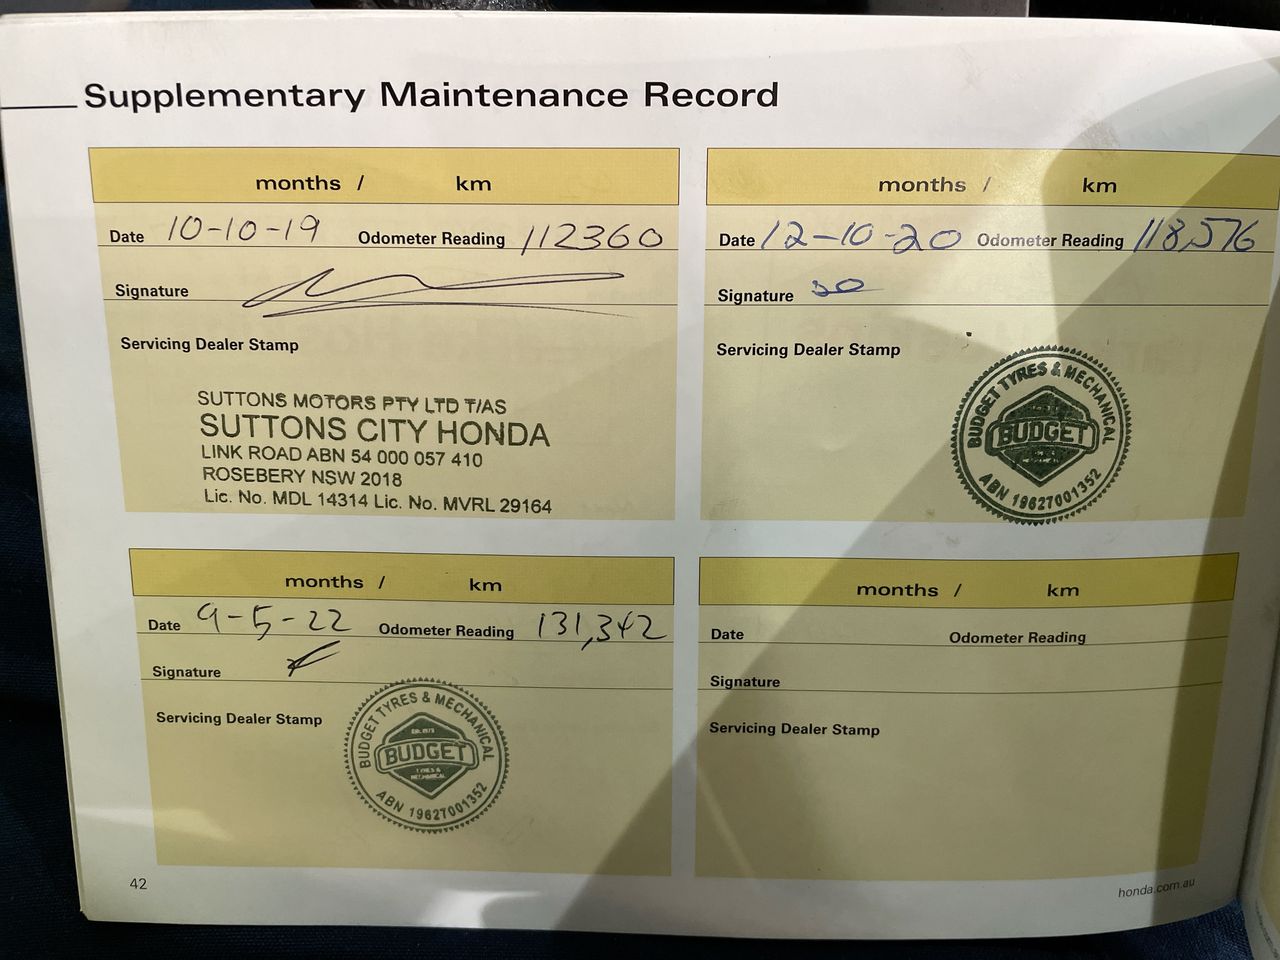 Supplementary Maintenance Record
months / km
Date 10-10-19 Odometer Reading 112360
Signature
Servicing Dealer Stamp
SUTTONS MOTORS PTY LTD T/AS
SUTTONS CITY HONDA
LINK ROAD ABN 54 000 057 410
ROSEBERY NSW 2018
Lic. No. MDL 14314 Lic. No. MVRL 29164
months / km
Date 12-10-20 Odometer Reading 118,576
Signature
Servicing Dealer Stamp
BUDGET TYRES & MECHANICAL
BUDGET
ABN 19627001352
months / km
Date 9-5-22 Odometer Reading 131,342
Signature
Servicing Dealer Stamp
BUDGET TYRES & MECHANICAL
BUDGET
TYRES &
MECHANICAL
ABN 19627001352
months / km
Date Odometer Reading
Signature
Servicing Dealer Stamp
42
honda.com.au